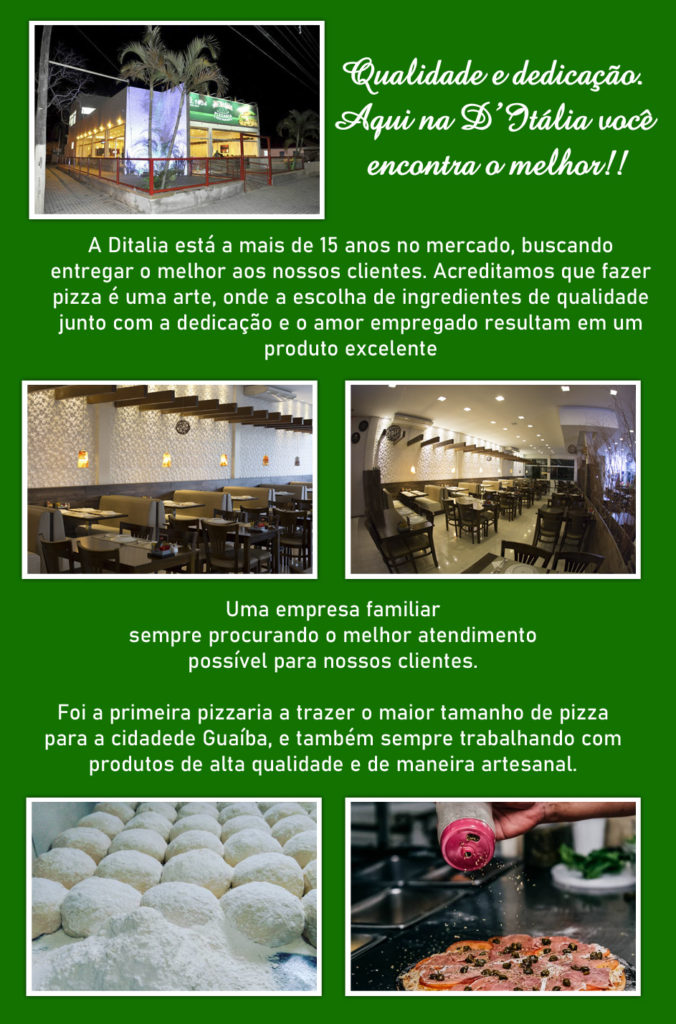 Qualidade e dedicação.
Aqui na D'Itália você
encontra o melhor!!
A Ditalia está a mais de 15 anos no mercado, buscando
entregar o melhor aos nossos clientes. Acreditamos que fazer
pizza é uma arte, onde a escolha de ingredientes de qualidade
junto com a dedicação e o amor empregado resultam em um
produto excelente
Uma empresa familiar
sempre procurando o melhor atendimento
possível para nossos clientes.
Foi a primeira pizzaria a trazer o maior tamanho de pizza
para a cidadede Guaíba, e também sempre trabalhando com
produtos de alta qualidade e de maneira artesanal.